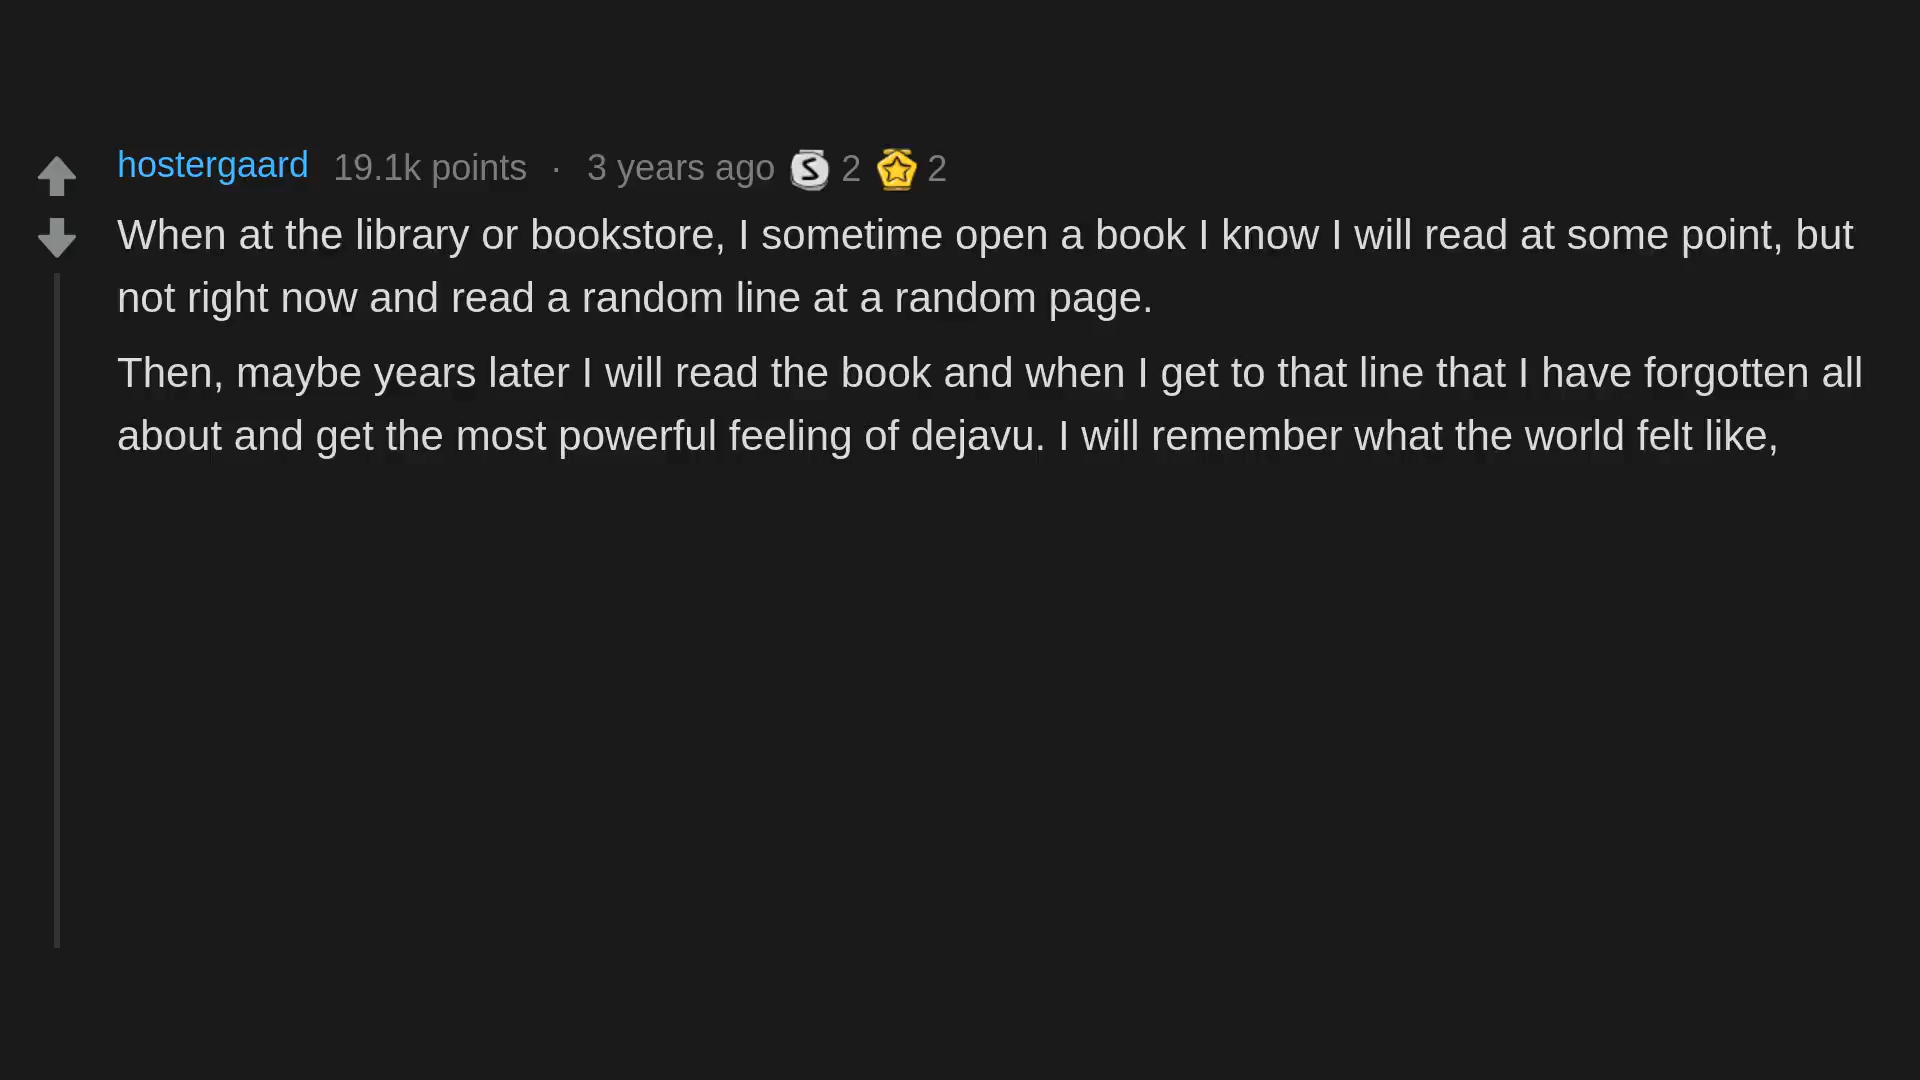 hostergaard 19.1k points · 3 years ago S 2 2
When at the library or bookstore, I sometime open a book I know I will read at some point, but
not right now and read a random line at a random page.
Then, maybe years later I will read the book and when I get to that line that I have forgotten all
about and get the most powerful feeling of dejavu. I will remember what the world felt like,